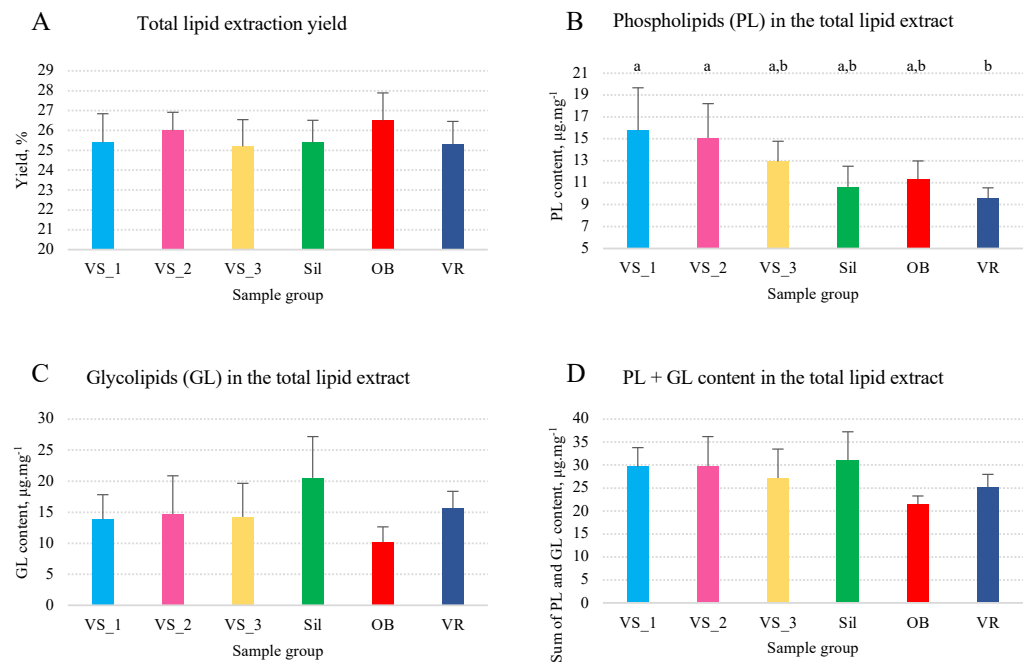 A
Total lipid extraction yield
29
28
27
26
25
24
23
22
21
20
Yield, %
VS_1 VS_2 VS_3 Sil OB VR
Sample group
B
Phospholipids (PL) in the total lipid extract
a a a,b a,b a,b b
21
19
17
15
13
11
9
7
5
PL content, µg.mg⁻¹
VS_1 VS_2 VS_3 Sil OB VR
Sample group
C
Glycolipids (GL) in the total lipid extract
30
25
20
15
10
5
0
GL content, µg.mg⁻¹
VS_1 VS_2 VS_3 Sil OB VR
Sample group
D
PL + GL content in the total lipid extract
40
35
30
25
20
15
10
5
0
Sum of PL and GL content, µg.mg⁻¹
VS_1 VS_2 VS_3 Sil OB VR
Sample group